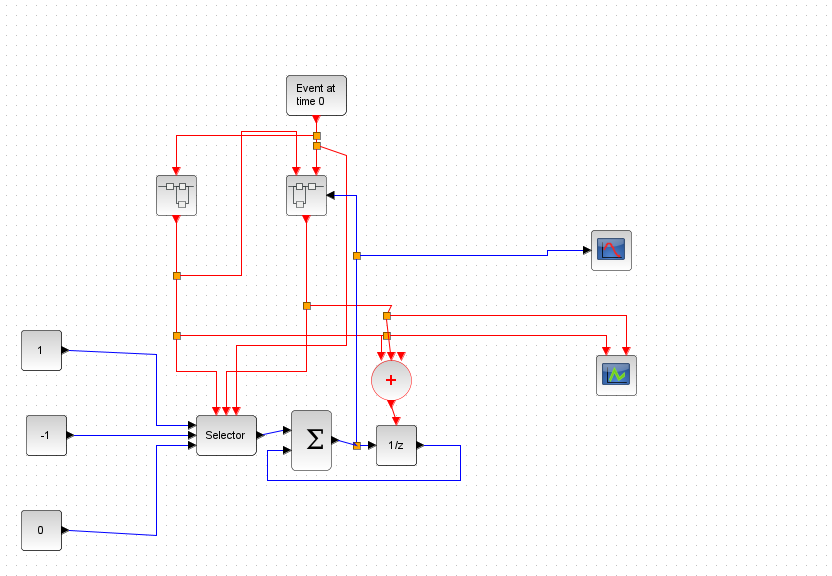 Event at
time 0
1
+
-1
Selector
Σ
1/z
0